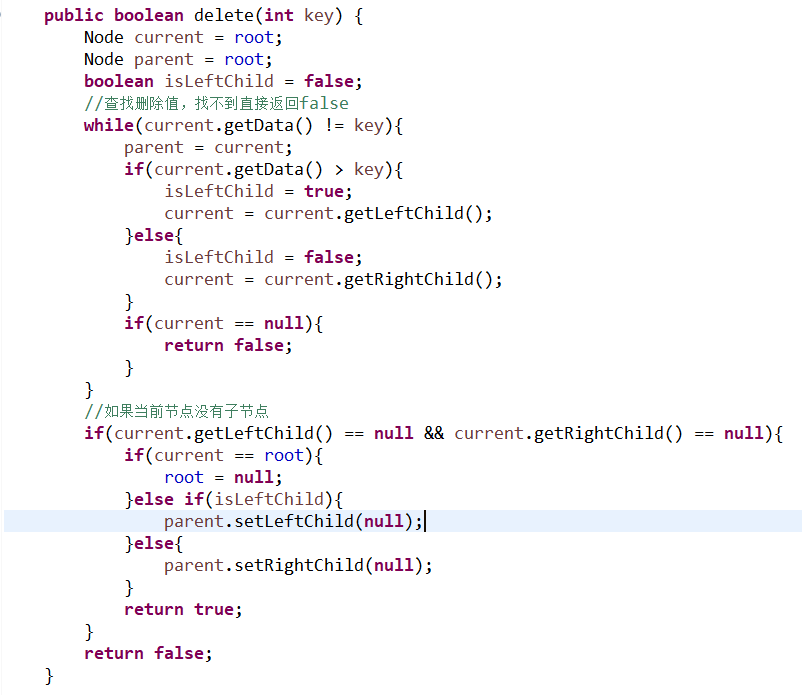 public boolean delete(int key) {
Node current = root;
Node parent = root;
boolean isLeftChild = false;
//查找删除值，找不到直接返回false
while(current.getData() != key){
parent = current;
if(current.getData() > key){
isLeftChild = true;
current = current.getLeftChild();
}else{
isLeftChild = false;
current = current.getRightChild();
}
if(current == null){
return false;
}
}
//如果当前节点没有子节点
if(current.getLeftChild() == null && current.getRightChild() == null){
if(current == root){
root = null;
}else if(isLeftChild){
parent.setLeftChild(null);
}else{
parent.setRightChild(null);
}
return true;
}
return false;
}